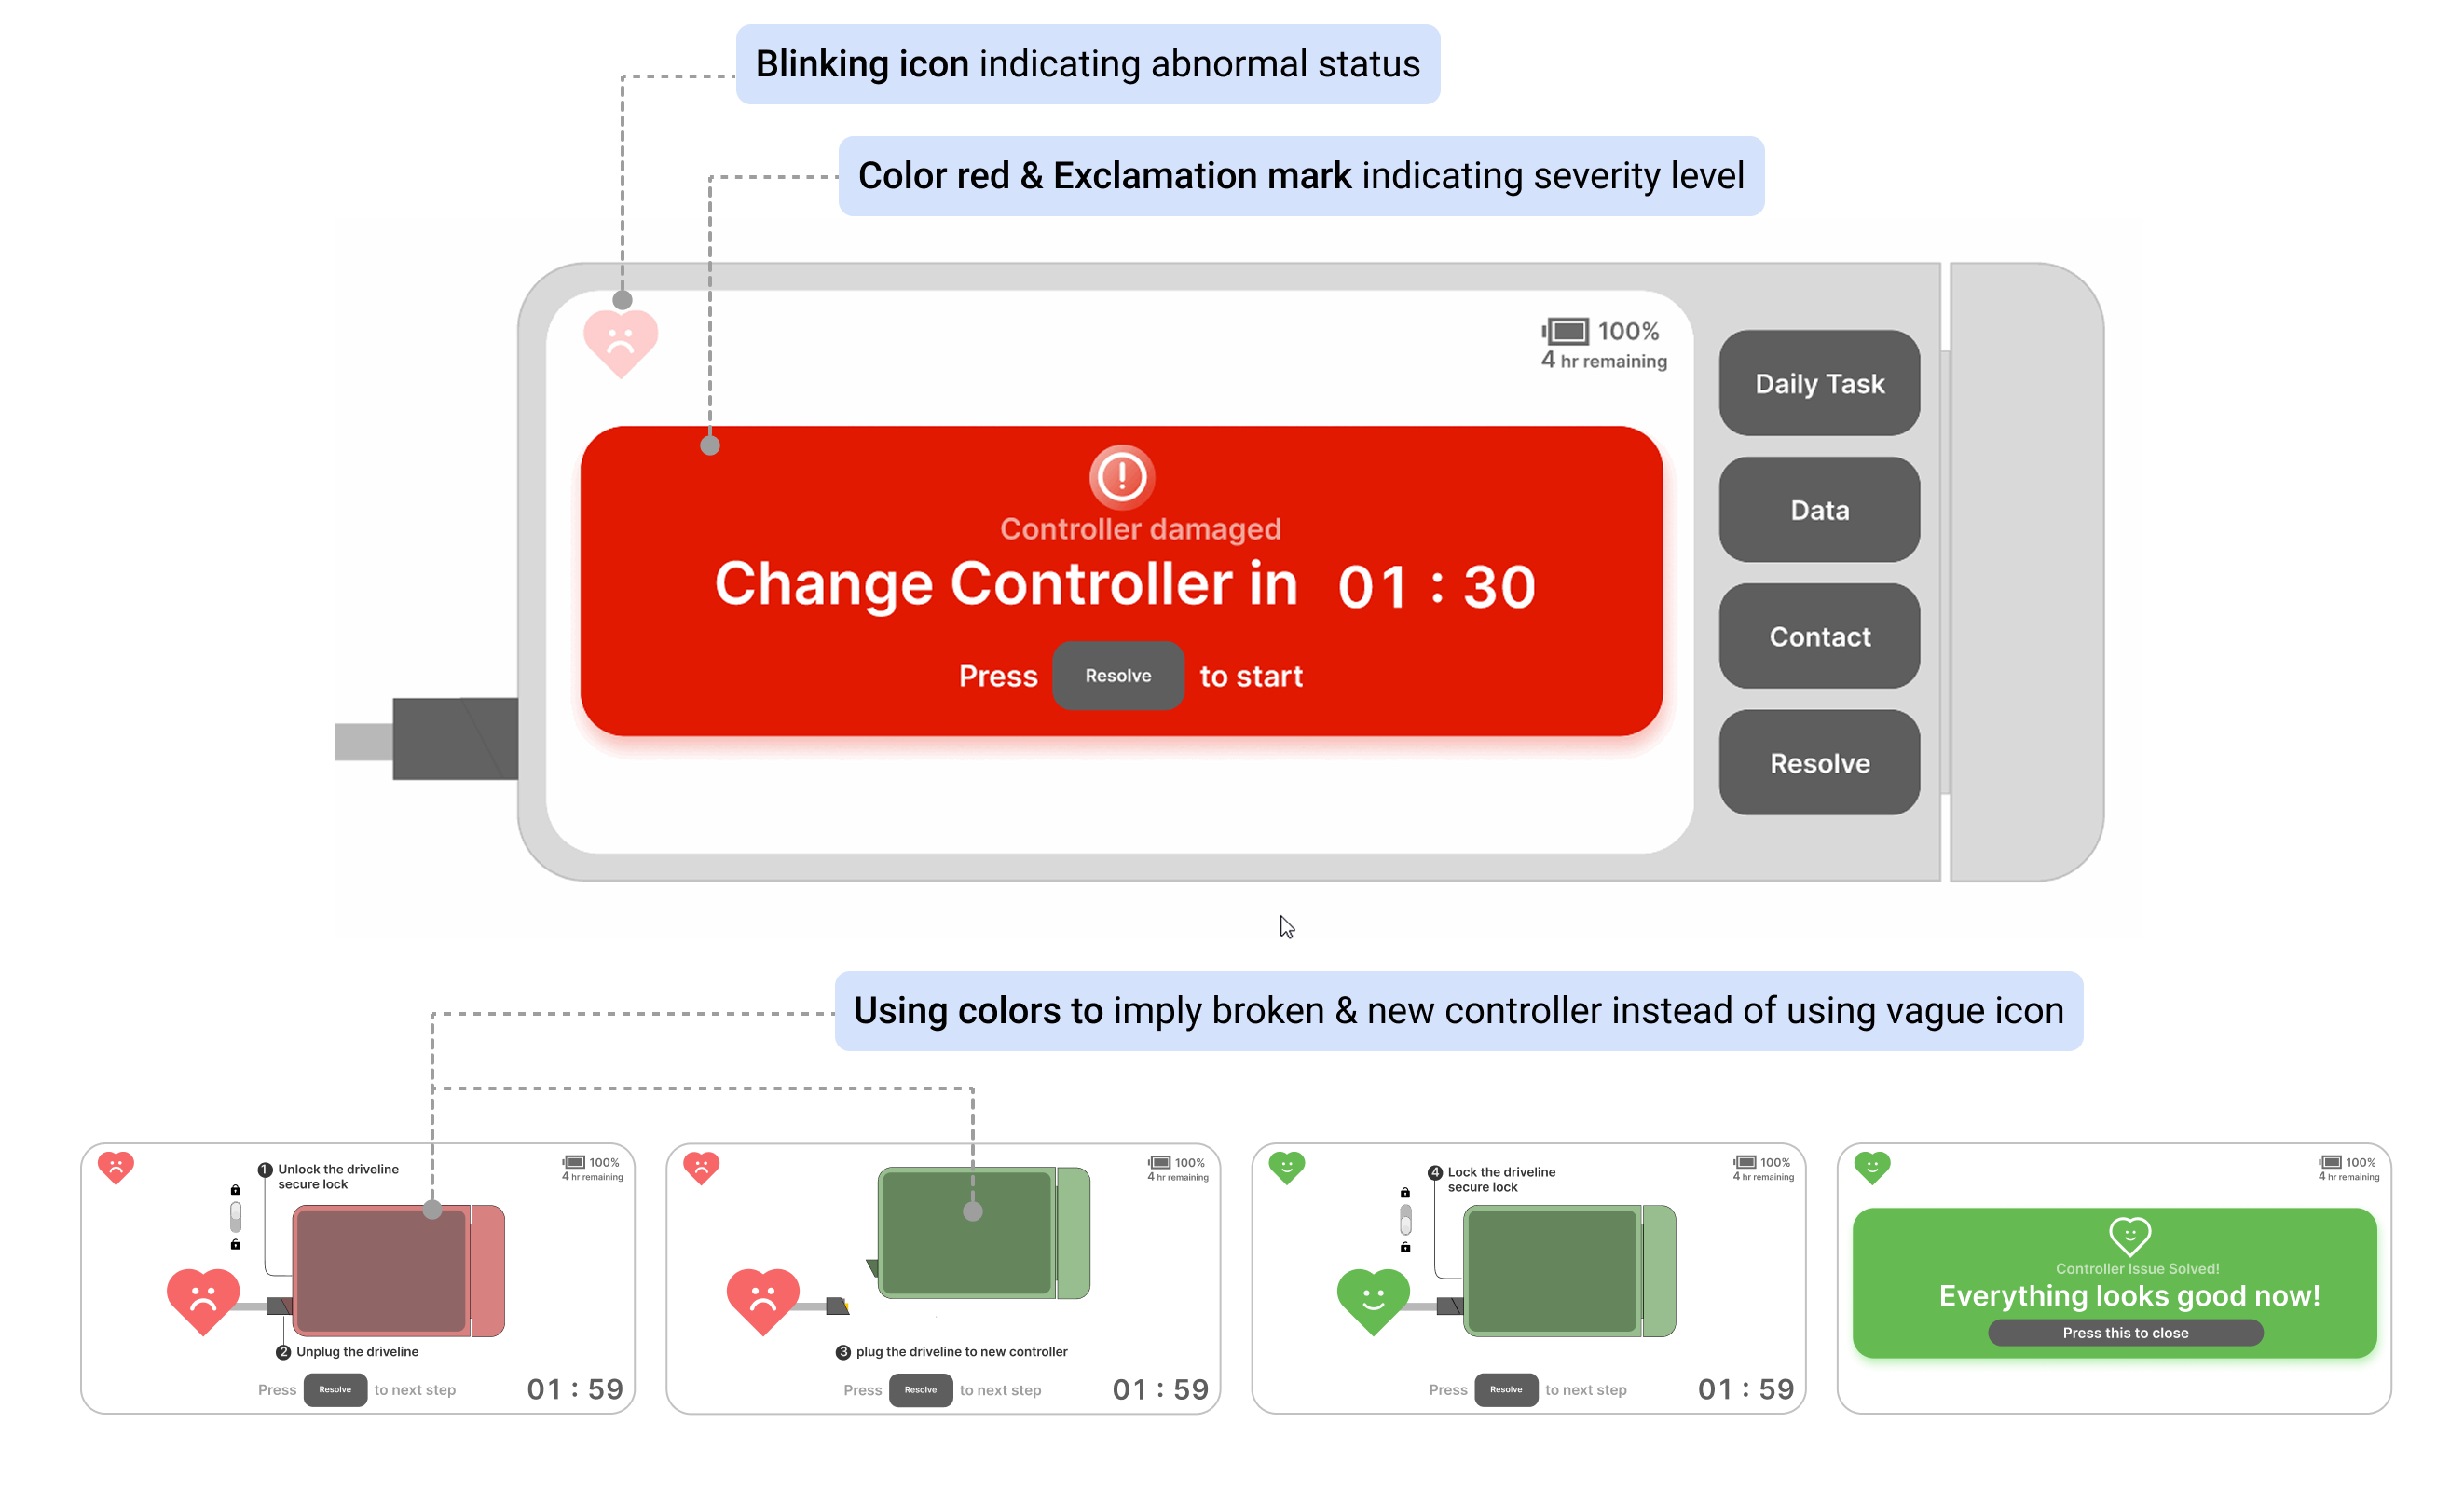 Blinking icon indicating abnormal status
Color red & Exclamation mark indicating severity level
100%
4 hr remaining
Controller damaged
Change Controller in 01 : 30
Press Resolve to start
Daily Task
Data
Contact
Resolve
Using colors to imply broken & new controller instead of using vague icon
100%
4 hr remaining
1 Unlock the driveline
secure lock
2 Unplug the driveline
Press Resolve to next step
01 : 59
100%
4 hr remaining
3 plug the driveline to new controller
Press Resolve to next step
01 : 59
100%
4 hr remaining
4 Lock the driveline
secure lock
Press Resolve to next step
01 : 59
100%
4 hr remaining
Controller Issue Solved!
Everything looks good now!
Press this to close